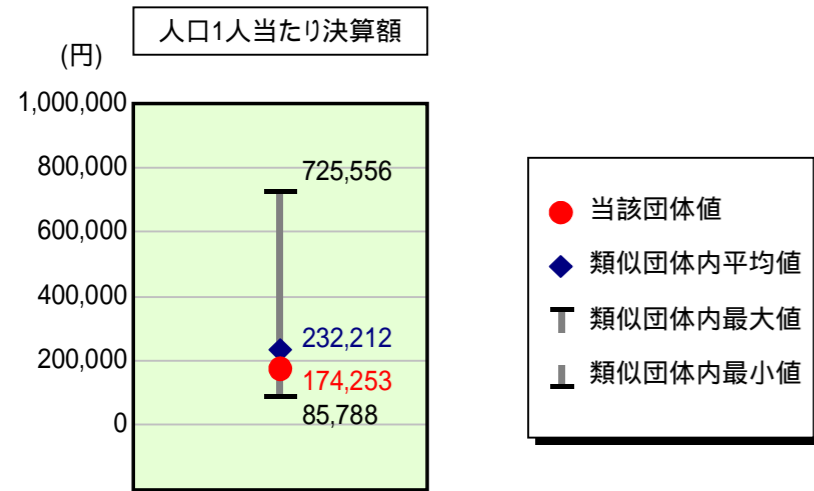 人口1人当たり決算額
(円)
1,000,000
800,000
600,000
400,000
200,000
0
725,556
232,212
174,253
85,788
当該団体値
類似団体内平均値
類似団体内最大値
類似団体内最小値